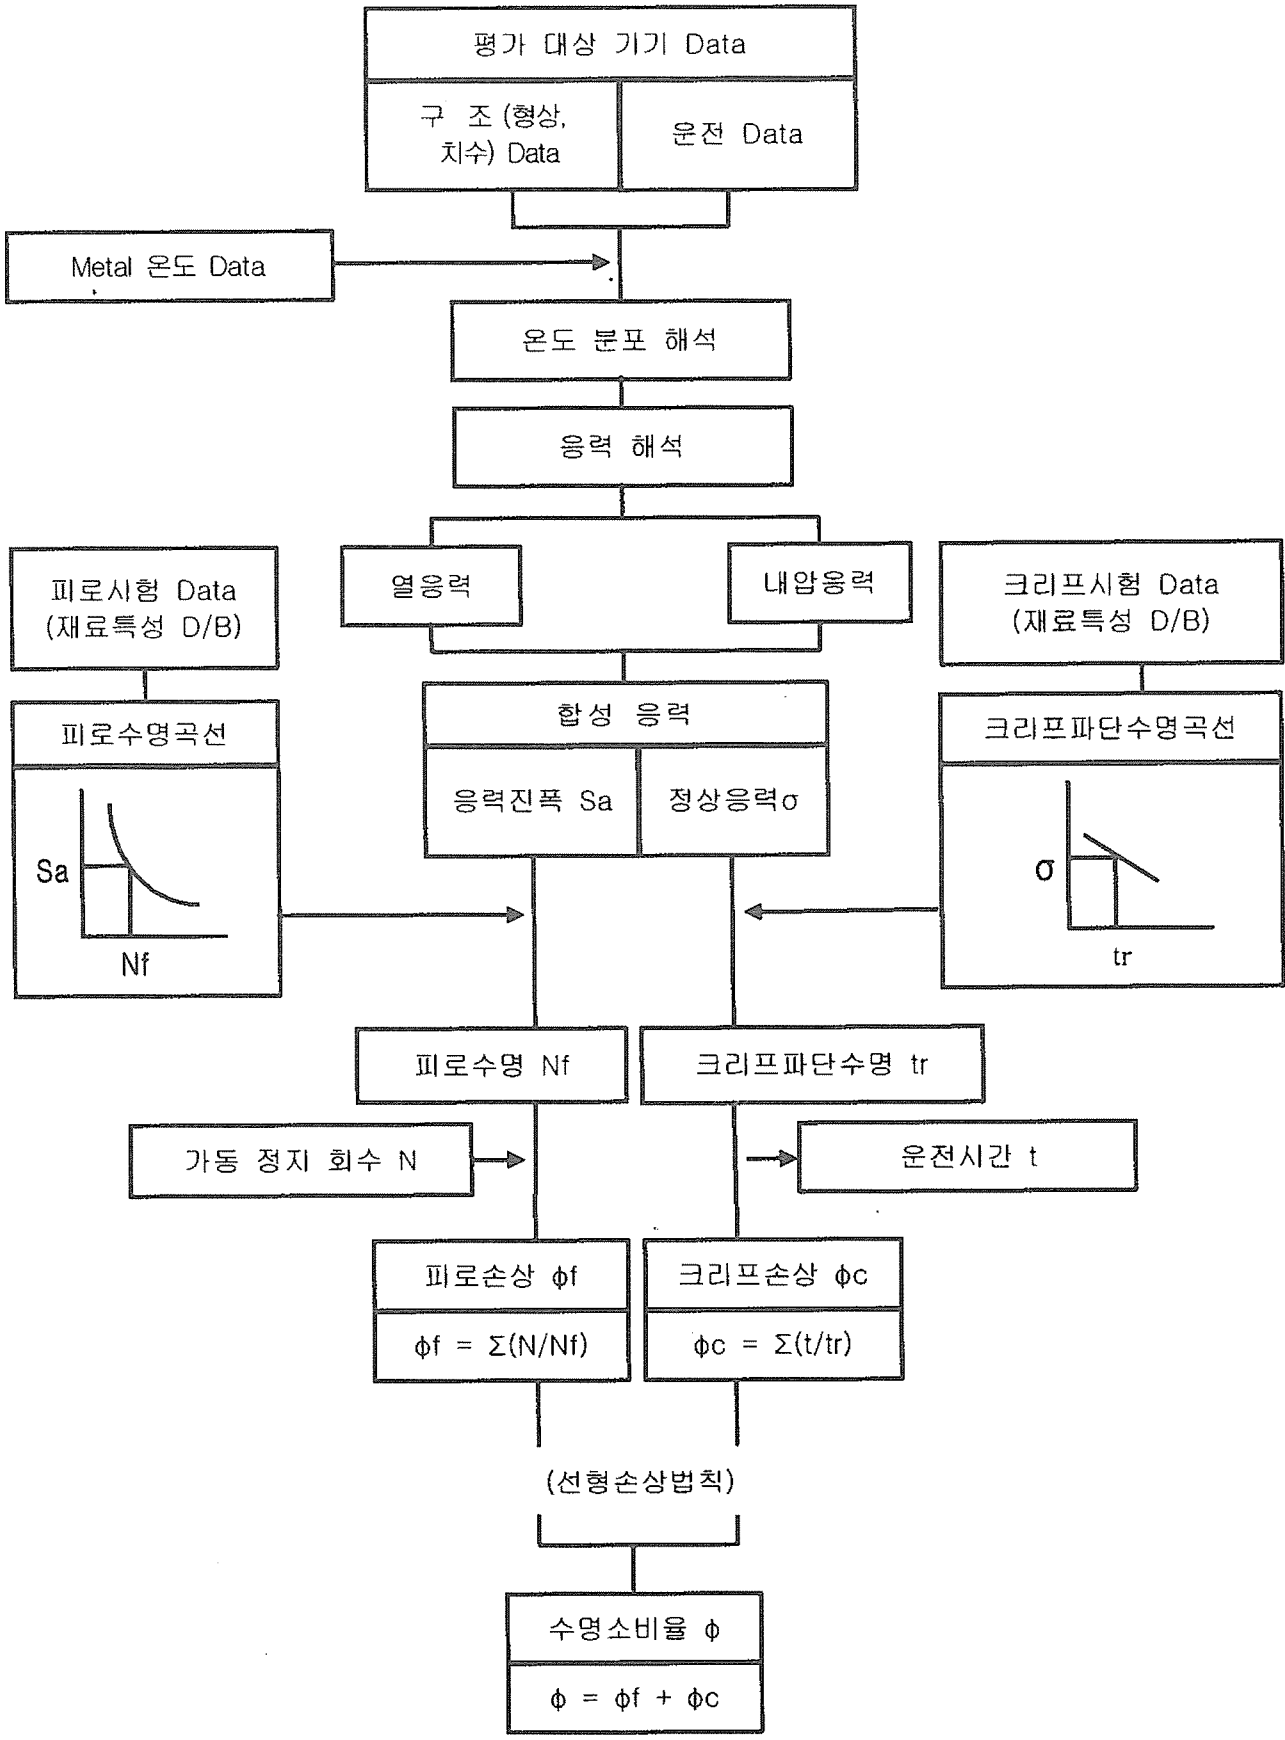 평가 대상 기기 Data
구 조 (형상,
치수) Data
운전 Data
Metal 온도 Data
온도 분포 해석
응력 해석
열응력
내압응력
피로시험 Data
(재료특성 D/B)
크리프시험 Data
(재료특성 D/B)
피로수명곡선
합성 응력
크리프파단수명곡선
응력진폭 Sa
정상응력σ
Sa
Nf
σ
tr
피로수명 Nf
크리프파단수명 tr
가동 정지 회수 N
운전시간 t
피로손상 ϕf
크리프손상 ϕc
ϕf = Σ(N/Nf)
ϕc = Σ(t/tr)
(선형손상법칙)
수명소비율 ϕ
ϕ = ϕf + ϕc